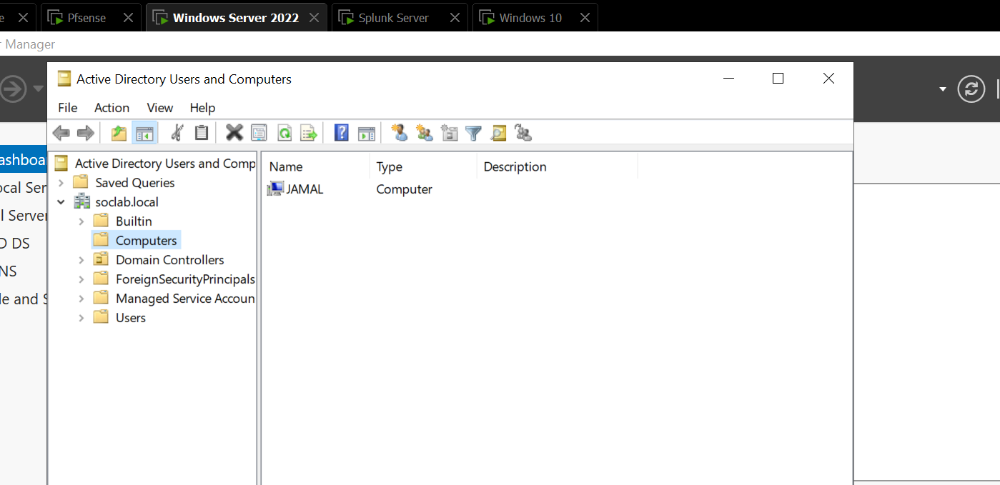 e Pfsense Windows Server 2022 Splunk Server Windows 10
r Manager
Active Directory Users and Computers
File Action View Help
Active Directory Users and Comp
Saved Queries
soclab.local
Builtin
Computers
Domain Controllers
ForeignSecurityPrincipals
Managed Service Accoun
Users
Name Type Description
JAMAL Computer
ashboa
ocal Ser
l Server
D DS
NS
le and S